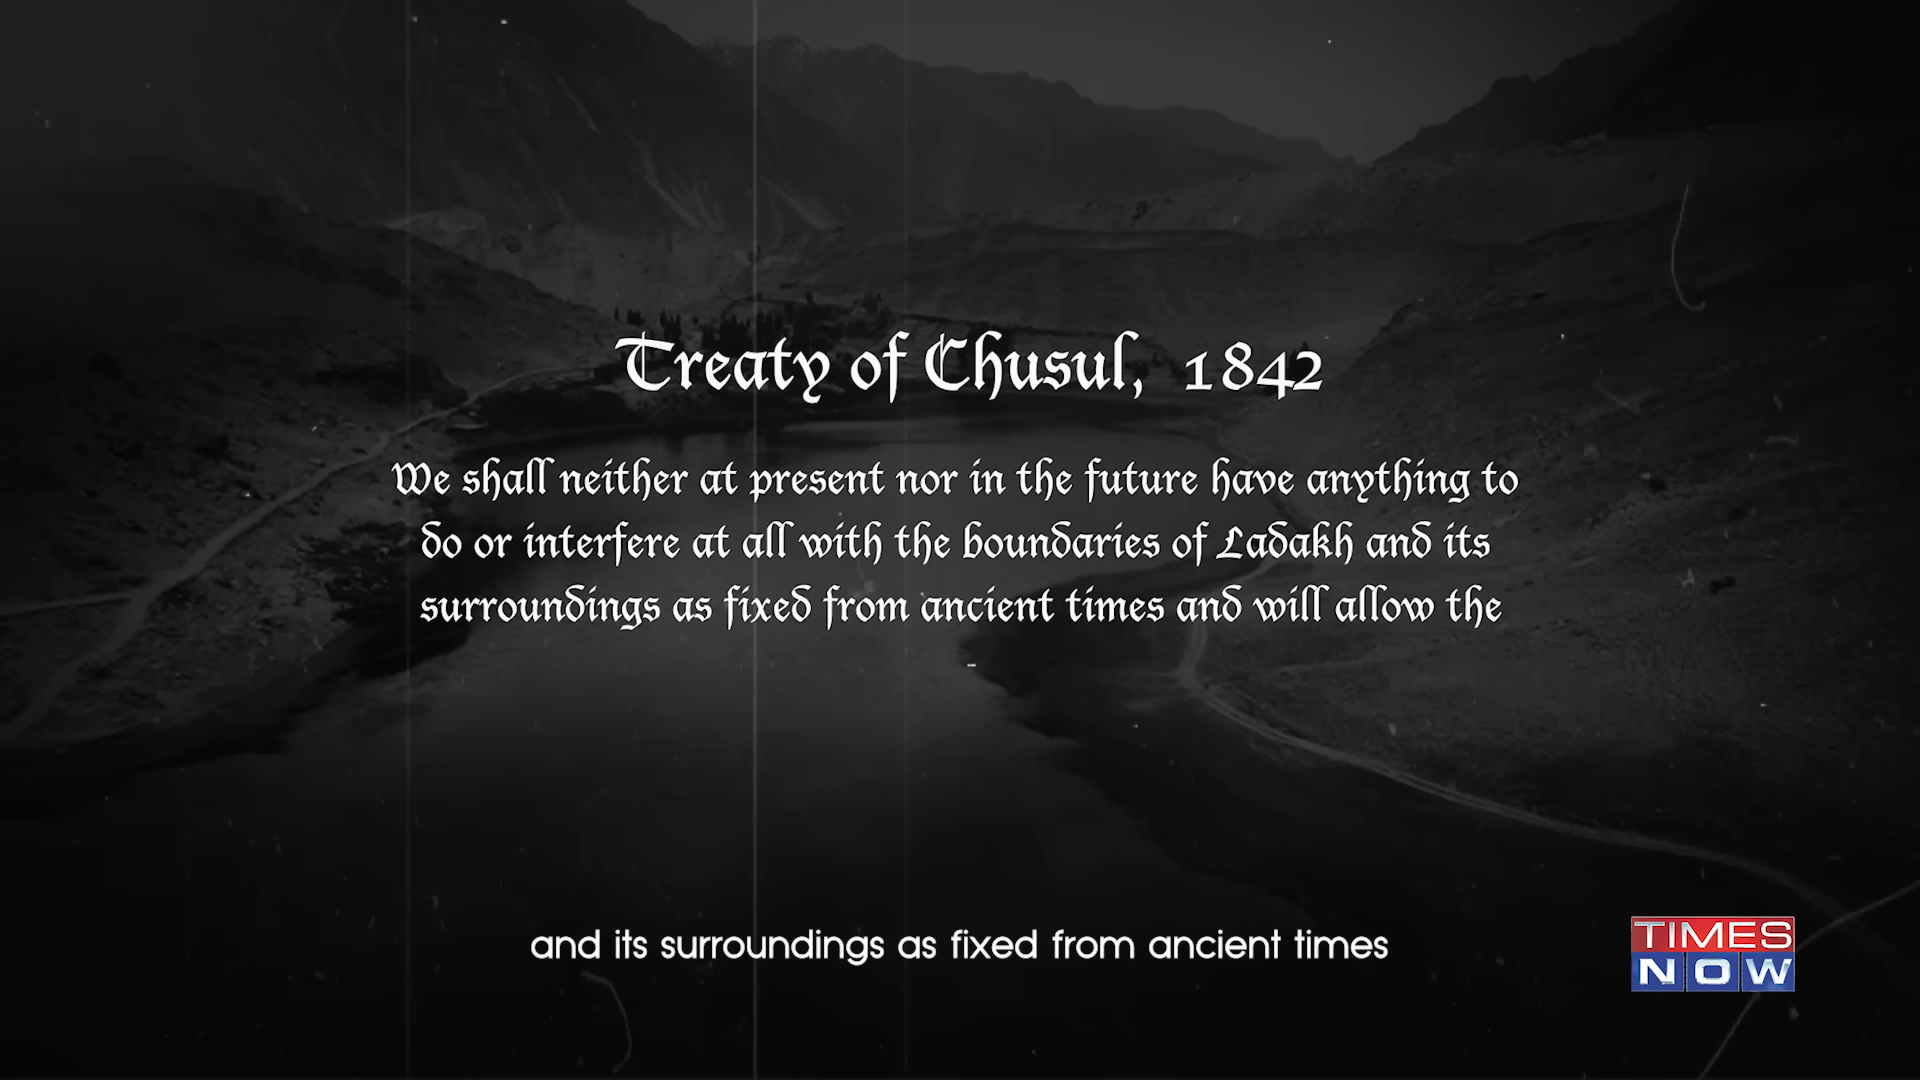 Treaty of Chusul, 1842
We shall neither at present nor in the future have anything to
do or interfere at all with the boundaries of Ladakh and its
surroundings as fixed from ancient times and will allow the
and its surroundings as fixed from ancient times
TIMES
NOW